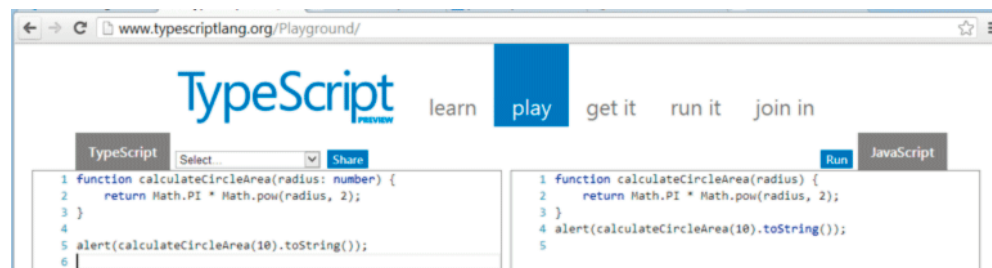 www.typescriptlang.org/Playground/
TypeScript
PREVIEW
learn play get it run it join in
TypeScript Select... Share
1 function calculateCircleArea(radius: number) {
2 return Math.PI * Math.pow(radius, 2);
3 }
4
5 alert(calculateCircleArea(10).toString());
6
Run JavaScript
1 function calculateCircleArea(radius) {
2 return Math.PI * Math.pow(radius, 2);
3 }
4 alert(calculateCircleArea(10).toString());
5